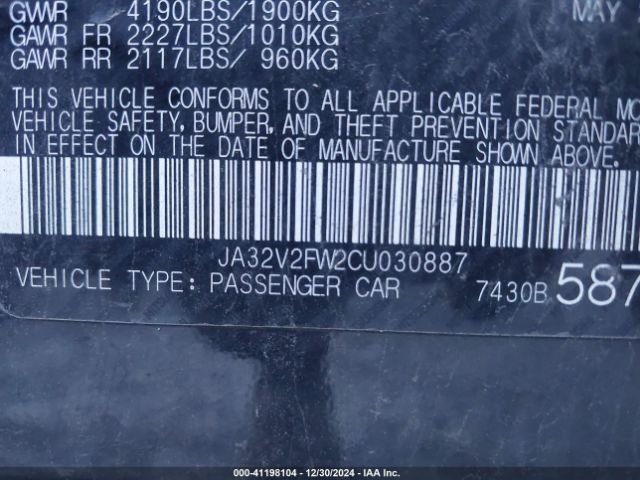 GWWR 4190LBS/1900KG MAY
GAWR FR 2227LBS/1010KG
GAWR RR 2117LBS/ 960KG
THIS VEHICLE CONFORMS TO ALL APPLICABLE FEDERAL MO
VEHICLE SAFETY, BUMPER, AND THEFT PREVENTION STANDAR
IN EFFECT ON THE DATE OF MANUFACTURE SHOWN ABOVE.
JA32V2FW2CU030887
VEHICLE TYPE: PASSENGER CAR 7430B 587
000-41198104 - 12/30/2024 - IAA Inc.